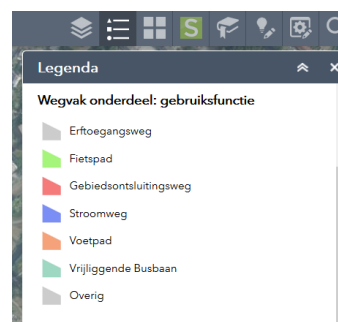 S
Legenda
Wegvak onderdeel: gebruiksfunctie
Erftoegangsweg
Fietspad
Gebiedsontsluitingsweg
Stroomweg
Voetpad
Vrijliggende Busbaan
Overig